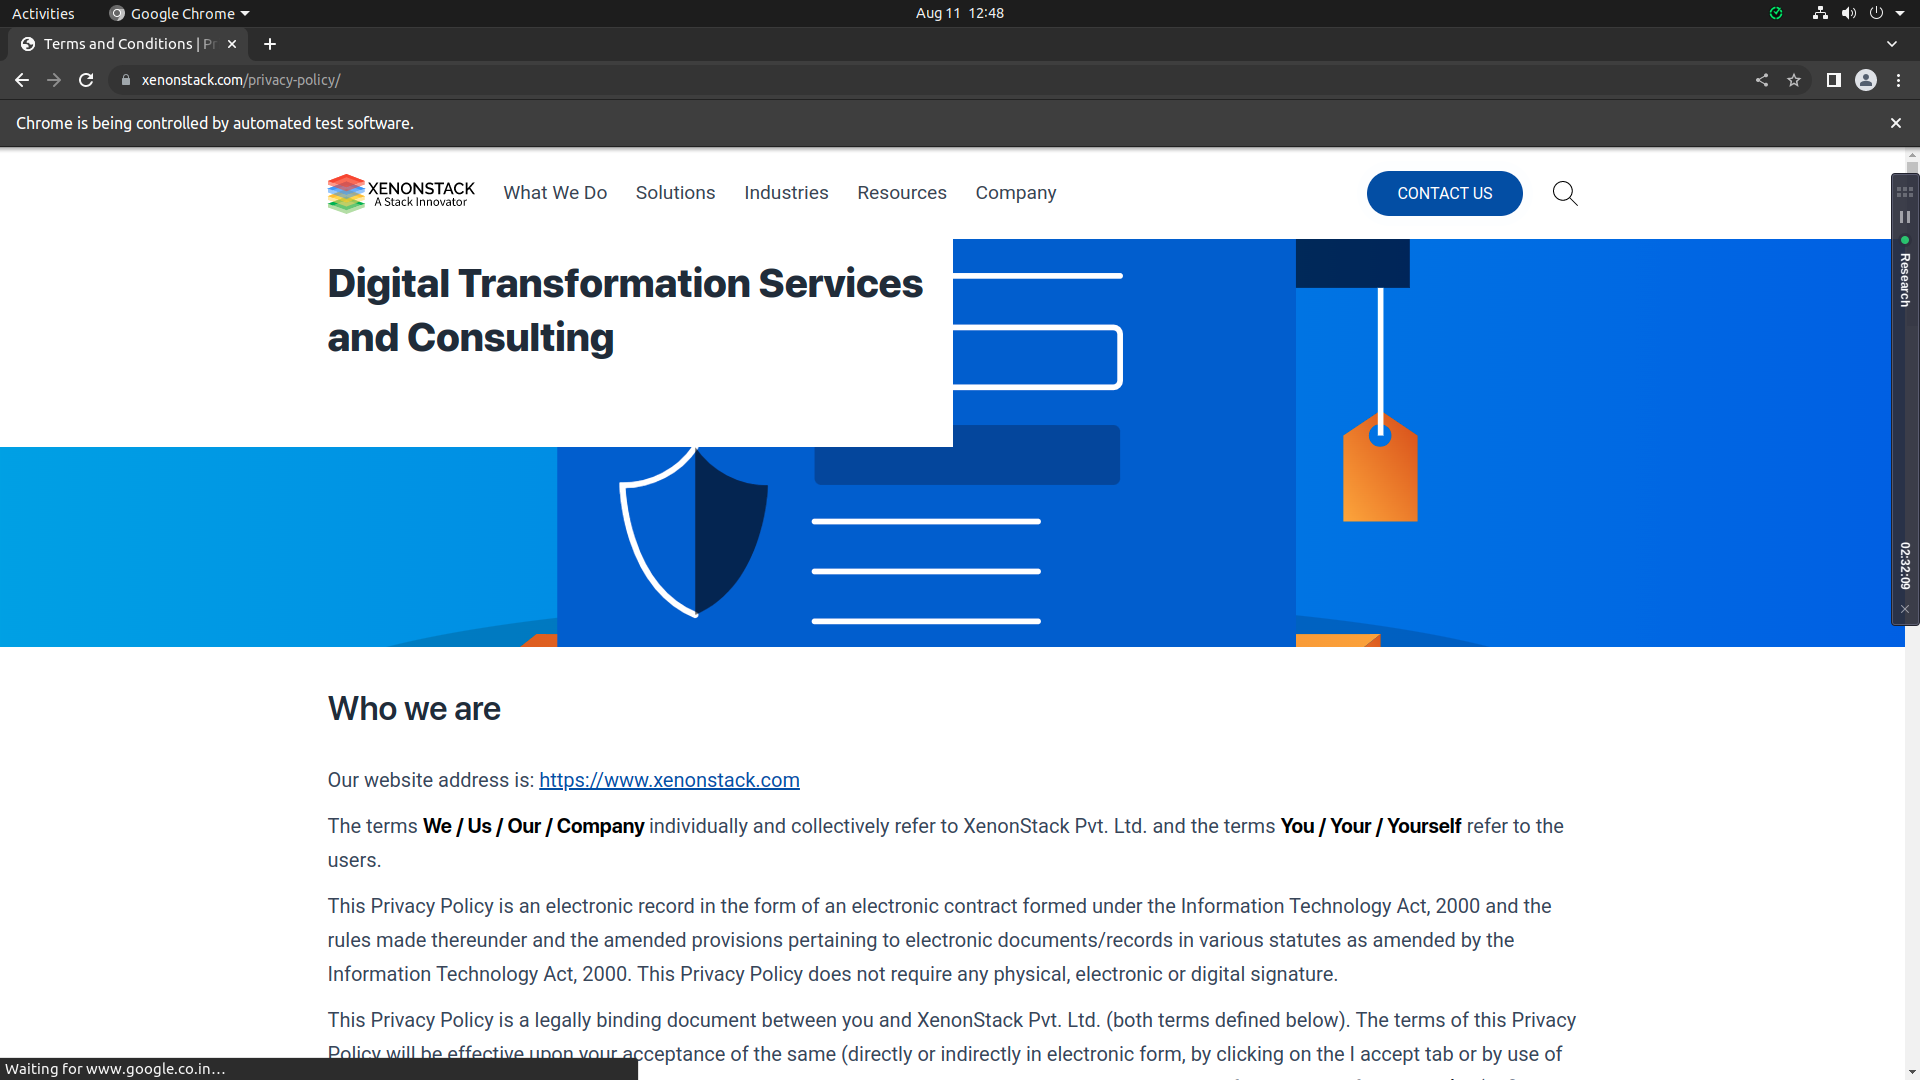 Activities
Google Chrome
Aug 11 12:48
Terms and Conditions | Pr
xenonstack.com/privacy-policy/
Chrome is being controlled by automated test software.
XENONSTACK
A Stack Innovator
What We Do
Solutions
Industries
Resources
Company
CONTACT US
Digital Transformation Services
and Consulting
Research
02:32:09
Who we are
Our website address is: https://www.xenonstack.com
The terms We / Us / Our / Company individually and collectively refer to XenonStack Pvt. Ltd. and the terms You / Your / Yourself refer to the
users.
This Privacy Policy is an electronic record in the form of an electronic contract formed under the Information Technology Act, 2000 and the
rules made thereunder and the amended provisions pertaining to electronic documents/records in various statutes as amended by the
Information Technology Act, 2000. This Privacy Policy does not require any physical, electronic or digital signature.
This Privacy Policy is a legally binding document between you and XenonStack Pvt. Ltd. (both terms defined below). The terms of this Privacy
Policy will be effective upon your acceptance of the same (directly or indirectly in electronic form, by clicking on the I accept tab or by use of
Waiting for www.google.co.in…